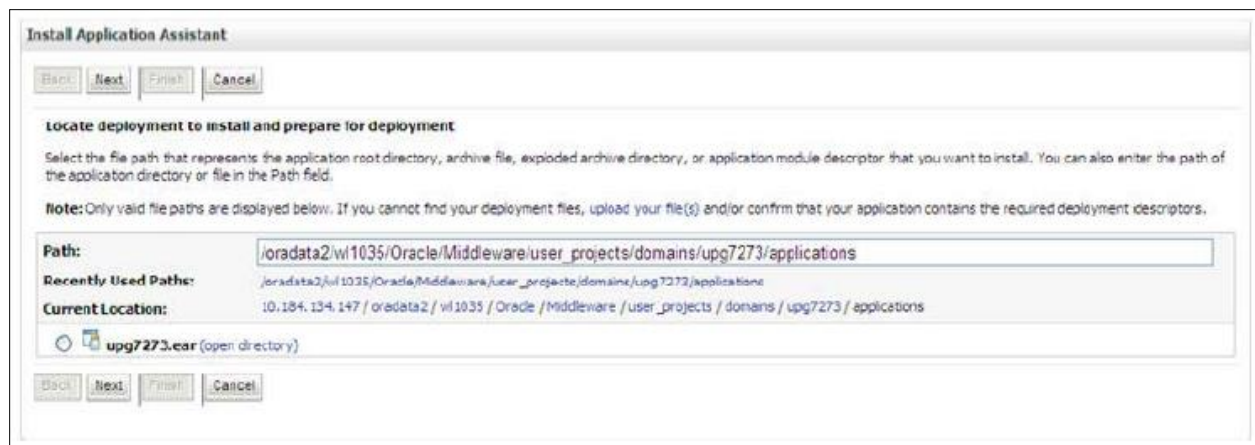 Install Application Assistant
Back Next Finish Cancel
Locate deployment to install and prepare for deployment
Select the file path that represents the application root directory, archive file, exploded archive directory, or application module descriptor that you want to install. You can also enter the path of
the application directory or file in the Path field.
Note: Only valid file paths are displayed below. If you cannot find your deployment files, upload your file(s) and/or confirm that your application contains the required deployment descriptors.
Path: /oradata2/wl1035/Oracle/Middleware/user_projects/domains/upg7273/applications
Recently Used Paths: /oradata2/wl1035/Oracle/Middleware/user_projects/domains/upg7273/applications
Current Location: 10.184.134.147 / oradata2 / wl1035 / Oracle / Middleware / user_projects / domains / upg7273 / applications
upg7273.ear (open directory)
Back Next Finish Cancel